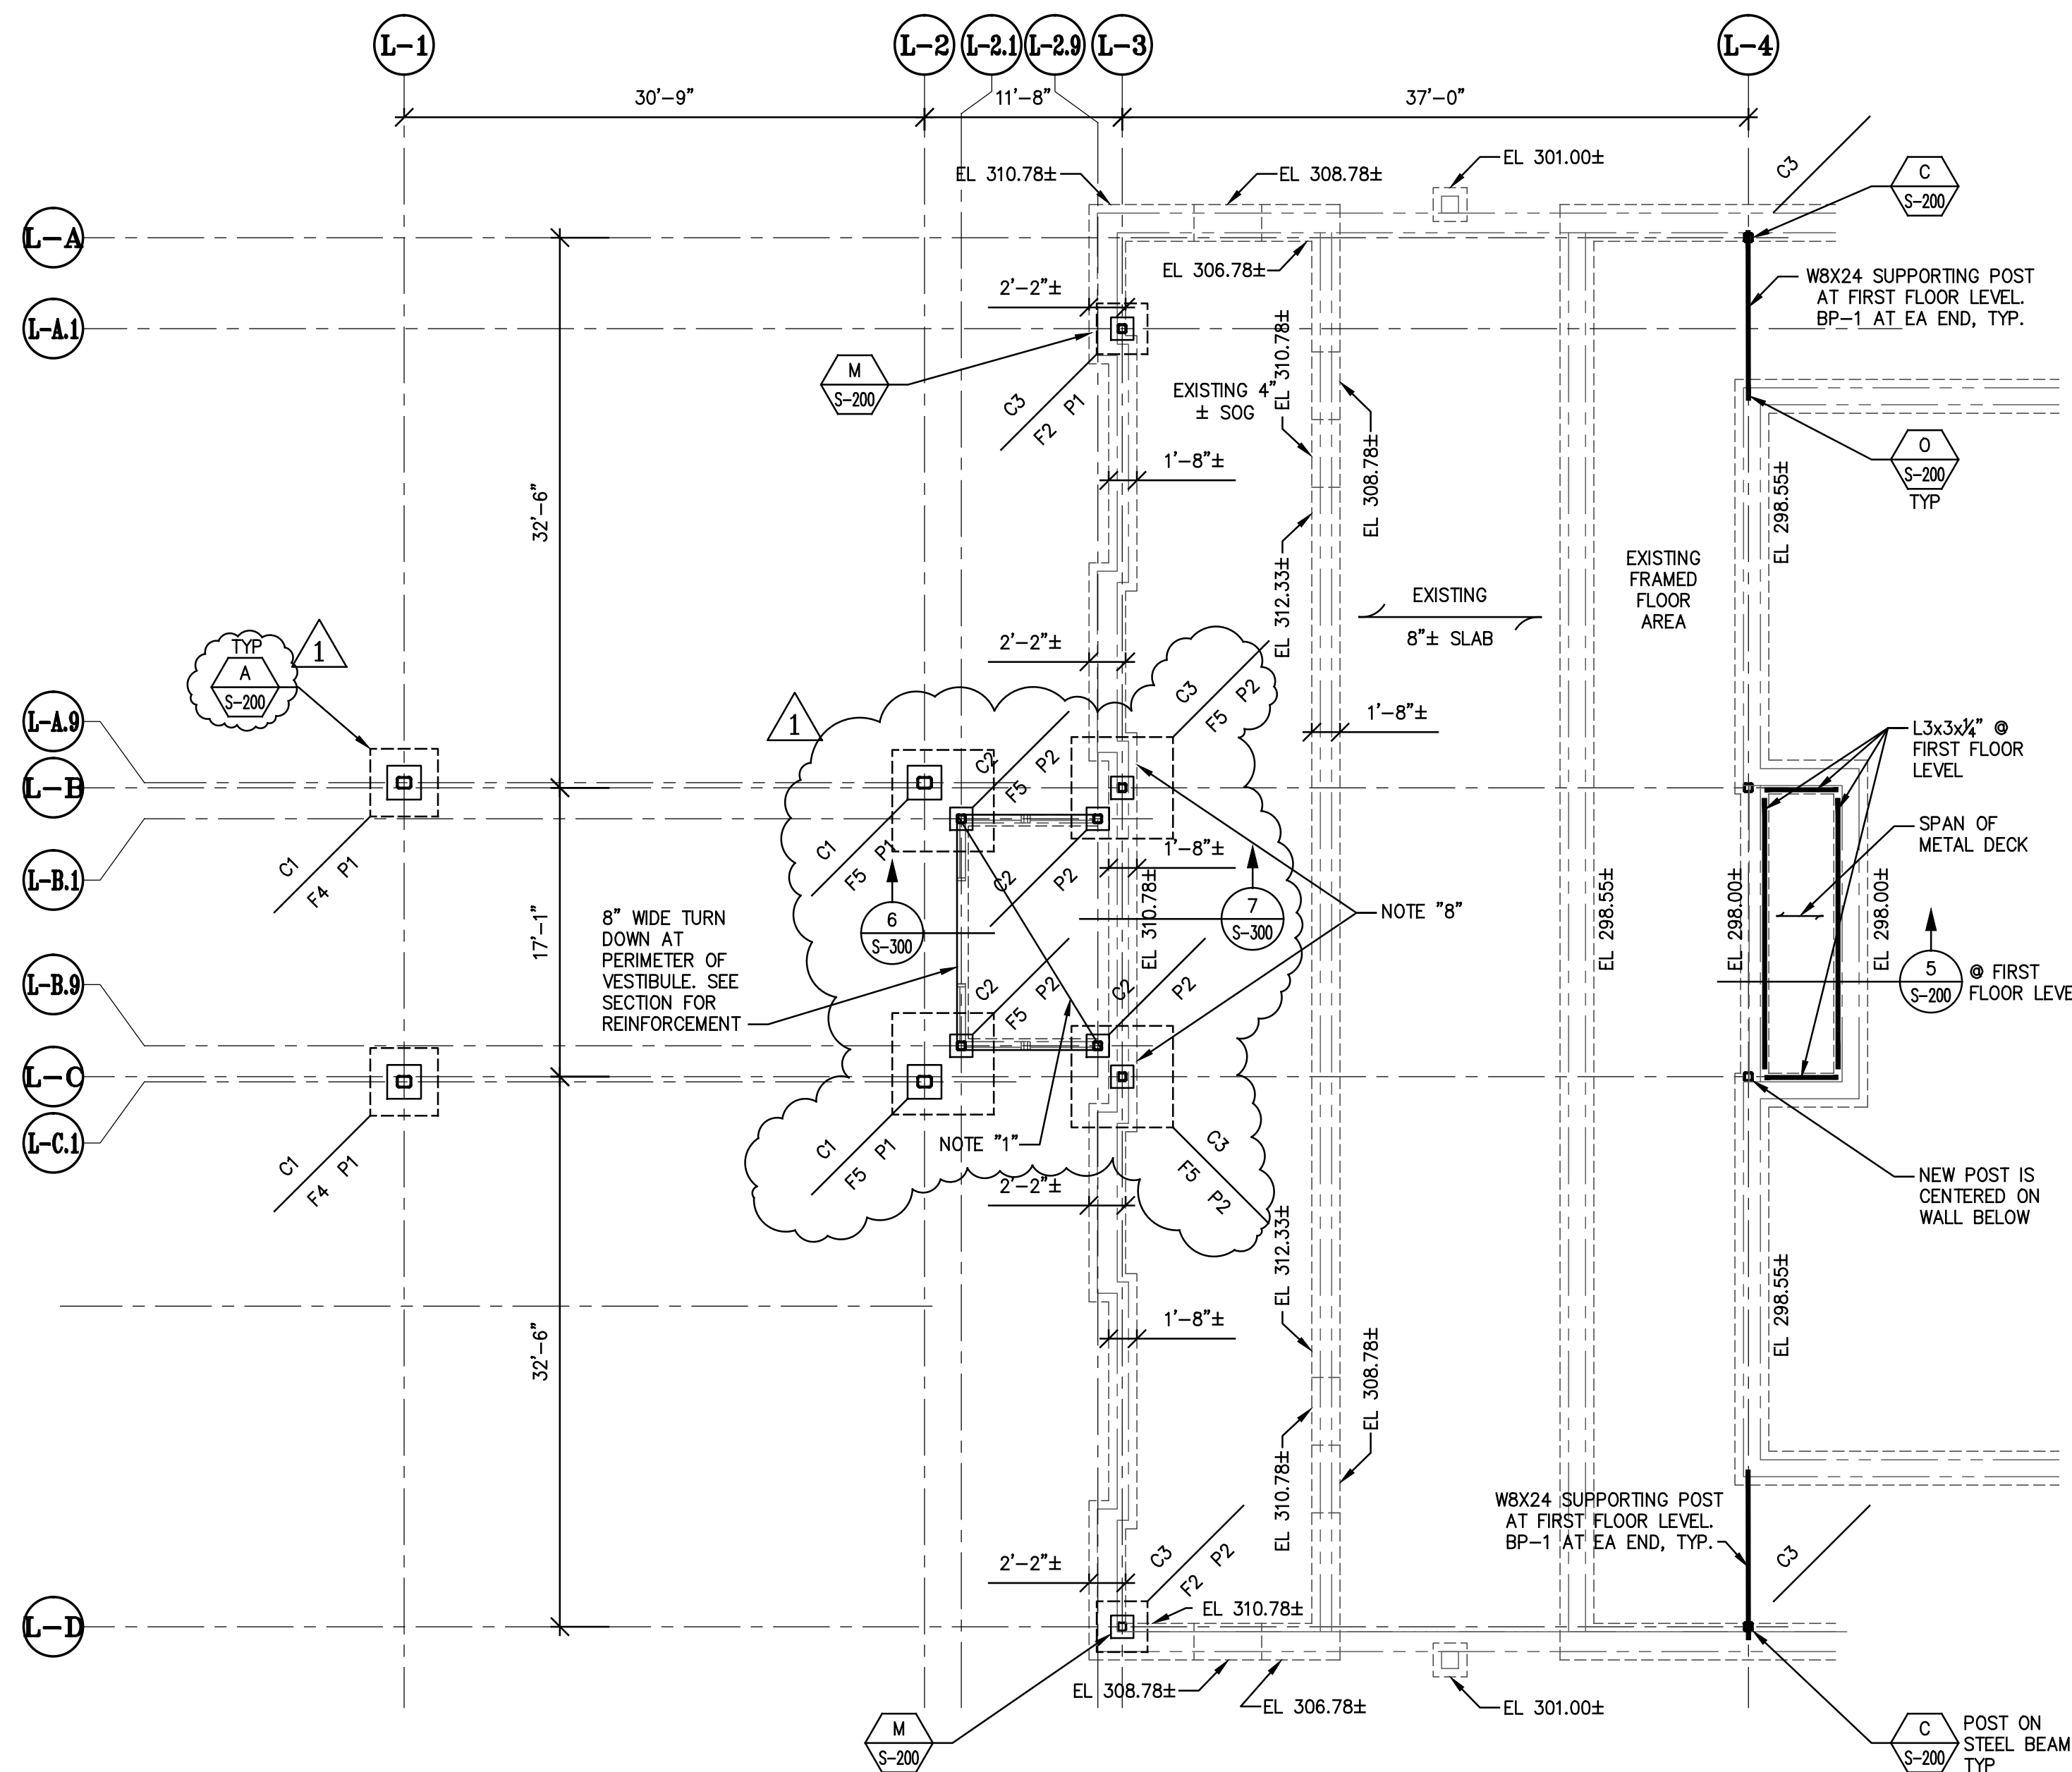 L-1
L-2
L-2.1
L-2.9
L-3
L-4
30'-9"
11'-8"
37'-0"
EL 310.78±
EL 308.78±
EL 301.00±
C3
C
S-200
L-A
EL 306.78±
W8X24 SUPPORTING POST
AT FIRST FLOOR LEVEL.
BP-1 AT EA END, TYP.
2'-2"±
L-A.1
EL 310.78±
M
S-200
C3
P1
F2
EXISTING 4"
± SOG
EL 308.78±
1'-8"±
O
S-200
TYP
EL 298.55±
32'-6"
EL 312.33±
EXISTING
8"± SLAB
EXISTING
FRAMED
FLOOR
AREA
TYP
A
S-200
1
2'-2"±
C3
P2
F5
1
L-A.9
L-B
L-B.1
1'-8"±
L3x3x¼" @
FIRST FLOOR
LEVEL
C2
P2
F5
C1
P1
F4
C1
P1
F5
C2
P2
1'-8"±
SPAN OF
METAL DECK
8" WIDE TURN
DOWN AT
PERIMETER OF
VESTIBULE. SEE
SECTION FOR
REINFORCEMENT
6
S-300
7
S-300
EL 310.78±
NOTE "8"
EL 298.55±
EL 298.00±
EL 298.00±
17'-1"
5
S-200
@ FIRST
FLOOR LEVE
L-B.9
L-C
L-C.1
C2
P2
F5
C2
P2
C1
P1
F4
C1
P1
F5
NOTE "1"
C3
F5
P2
2'-2"±
NEW POST IS
CENTERED ON
WALL BELOW
EL 312.33±
EL 298.55±
1'-8"±
32'-6"
EL 308.78±
EL 310.78±
W8X24 SUPPORTING POST
AT FIRST FLOOR LEVEL.
BP-1 AT EA END, TYP.
C3
2'-2"±
C3
P2
F2
EL 310.78±
L-D
EL 308.78±
EL 306.78±
EL 301.00±
M
S-200
C
S-200
POST ON
STEEL BEAM
TYP